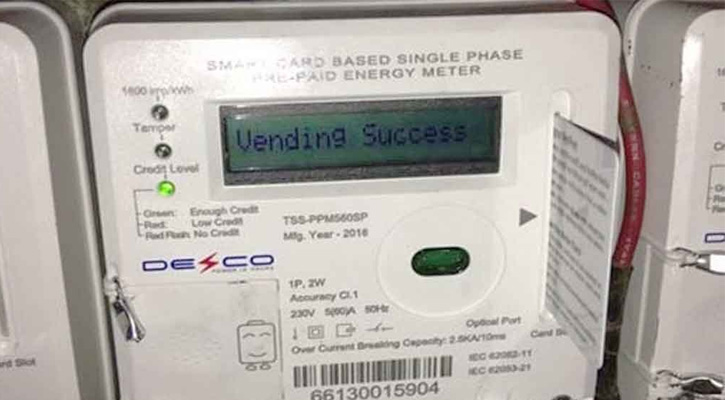 SMART CARD BASED SINGLE PHASE
PRE-PAID ENERGY METER
1600 imp/kWh
Tamper
Credit Level
Vending Success
Green: Enough Credit
Red: Low Credit
Red Flash: No Credit
TSS-PPM560SP
Mfg. Year - 2016
DESCO
1P, 2W
Accuracy Cl.1
230V 5(60)A 50Hz
Optical Port
Over Current Breaking Capacity: 2.5KA/10ms
IEC 62052-11
IEC 62053-21
66130015904
rd Slot